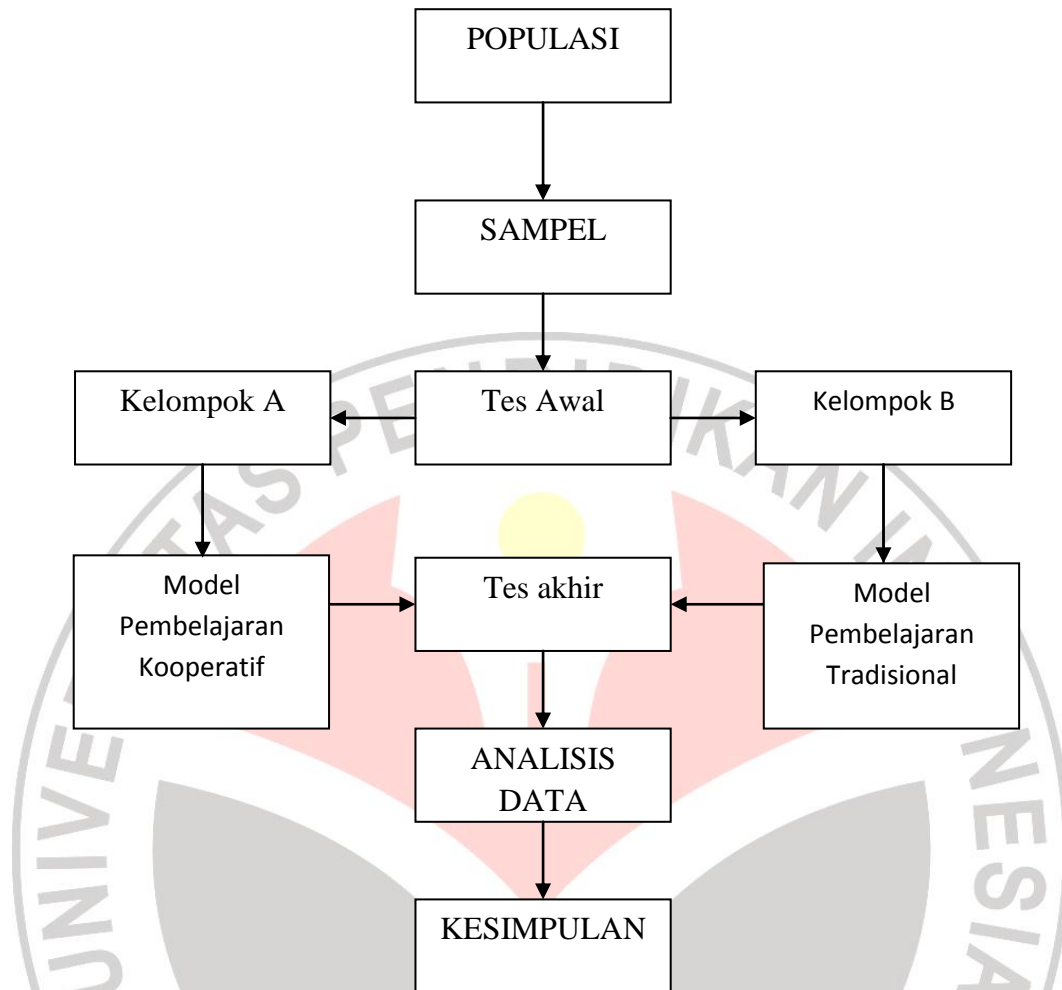 POPULASI
SAMPEL
Kelompok A
Tes Awal
Kelompok B
Model
Pembelajaran
Kooperatif
Tes akhir
Model
Pembelajaran
Tradisional
ANALISIS
DATA
KESIMPULAN